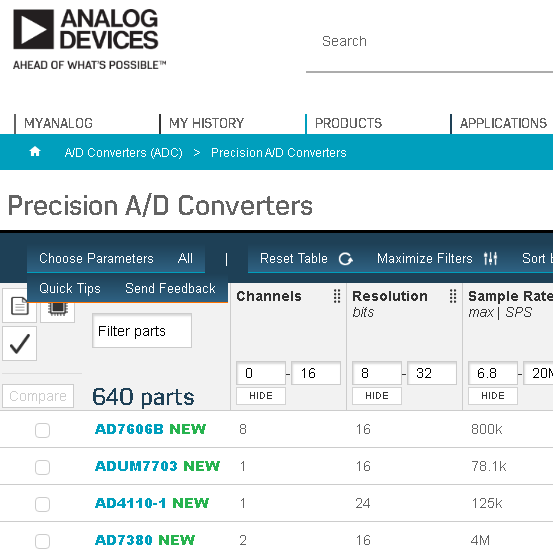 ANALOG
DEVICES
AHEAD OF WHAT'S POSSIBLE™
Search
MYANALOG MY HISTORY PRODUCTS APPLICATIONS
A/D Converters (ADC) > Precision A/D Converters
Precision A/D Converters
Choose Parameters All | Reset Table Maximize Filters Sort
Quick Tips Send Feedback
Channels Resolution Sample Rate
bits max | SPS
Filter parts
0 - 16 8 - 32 6.8 - 20M
HIDE HIDE HIDE
Compare 640 parts
AD7606B NEW 8 16 800k
ADUM7703 NEW 1 16 78.1k
AD4110-1 NEW 1 24 125k
AD7380 NEW 2 16 4M